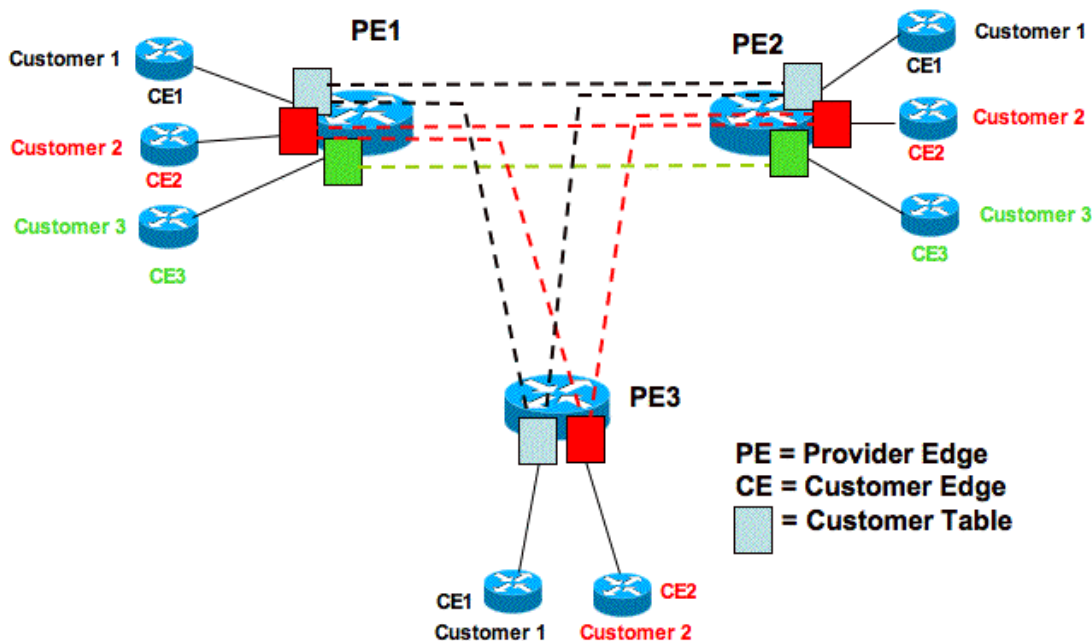 PE1
PE2
Customer 1
CE1
Customer 2
CE2
Customer 3
CE3
Customer 1
CE1
Customer 2
CE2
Customer 3
CE3
PE3
PE = Provider Edge
CE = Customer Edge
= Customer Table
CE1
Customer 1
CE2
Customer 2